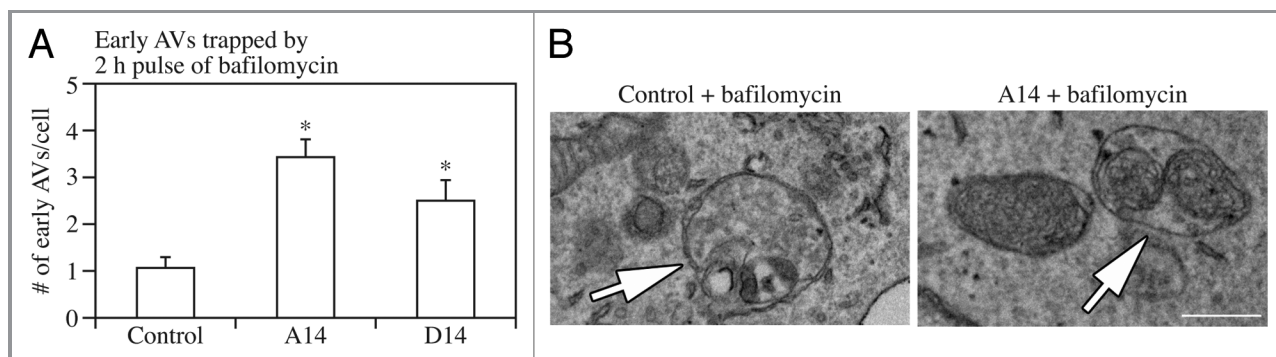 A
Early AVs trapped by
2 h pulse of bafilomycin
# of early AVs/cell
5
4
3
2
1
0
*
*
Control
A14
D14
B
Control + bafilomycin
A14 + bafilomycin